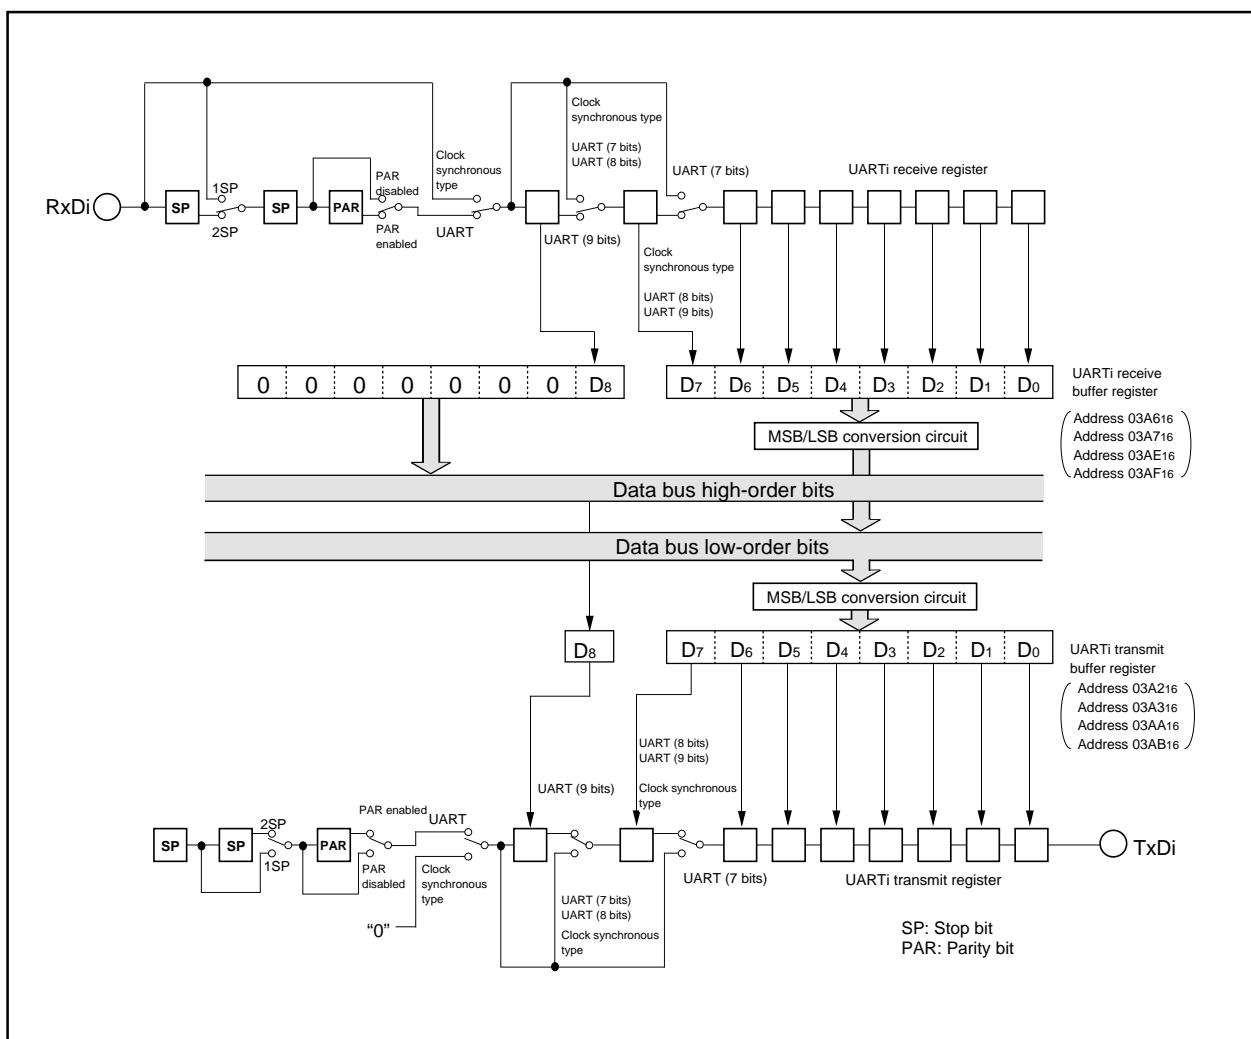 Clock
synchronous type
UART (7 bits)
UART (8 bits)
UART (7 bits)
UARTi receive register
Clock
synchronous
type
PAR
disabled
1SP
RxDi
SP
SP
PAR
2SP
PAR
enabled
UART
UART (9 bits)
Clock
synchronous type
UART (8 bits)
UART (9 bits)
0 0 0 0 0 0 0 D8
D7 D6 D5 D4 D3 D2 D1 D0
UARTi receive
buffer register
Address 03A616
Address 03A716
Address 03AE16
Address 03AF16
MSB/LSB conversion circuit
Data bus high-order bits
Data bus low-order bits
MSB/LSB conversion circuit
D8
D7 D6 D5 D4 D3 D2 D1 D0
UARTi transmit
buffer register
Address 03A216
Address 03A316
Address 03AA16
Address 03AB16
UART (8 bits)
UART (9 bits)
UART (9 bits)
Clock synchronous
type
PAR enabled
UART
2SP
SP
SP
PAR
1SP
PAR
disabled
Clock
synchronous
type
“0”
UART (7 bits)
UART (8 bits)
Clock synchronous
type
UART (7 bits)
UARTi transmit register
TxDi
SP: Stop bit
PAR: Parity bit